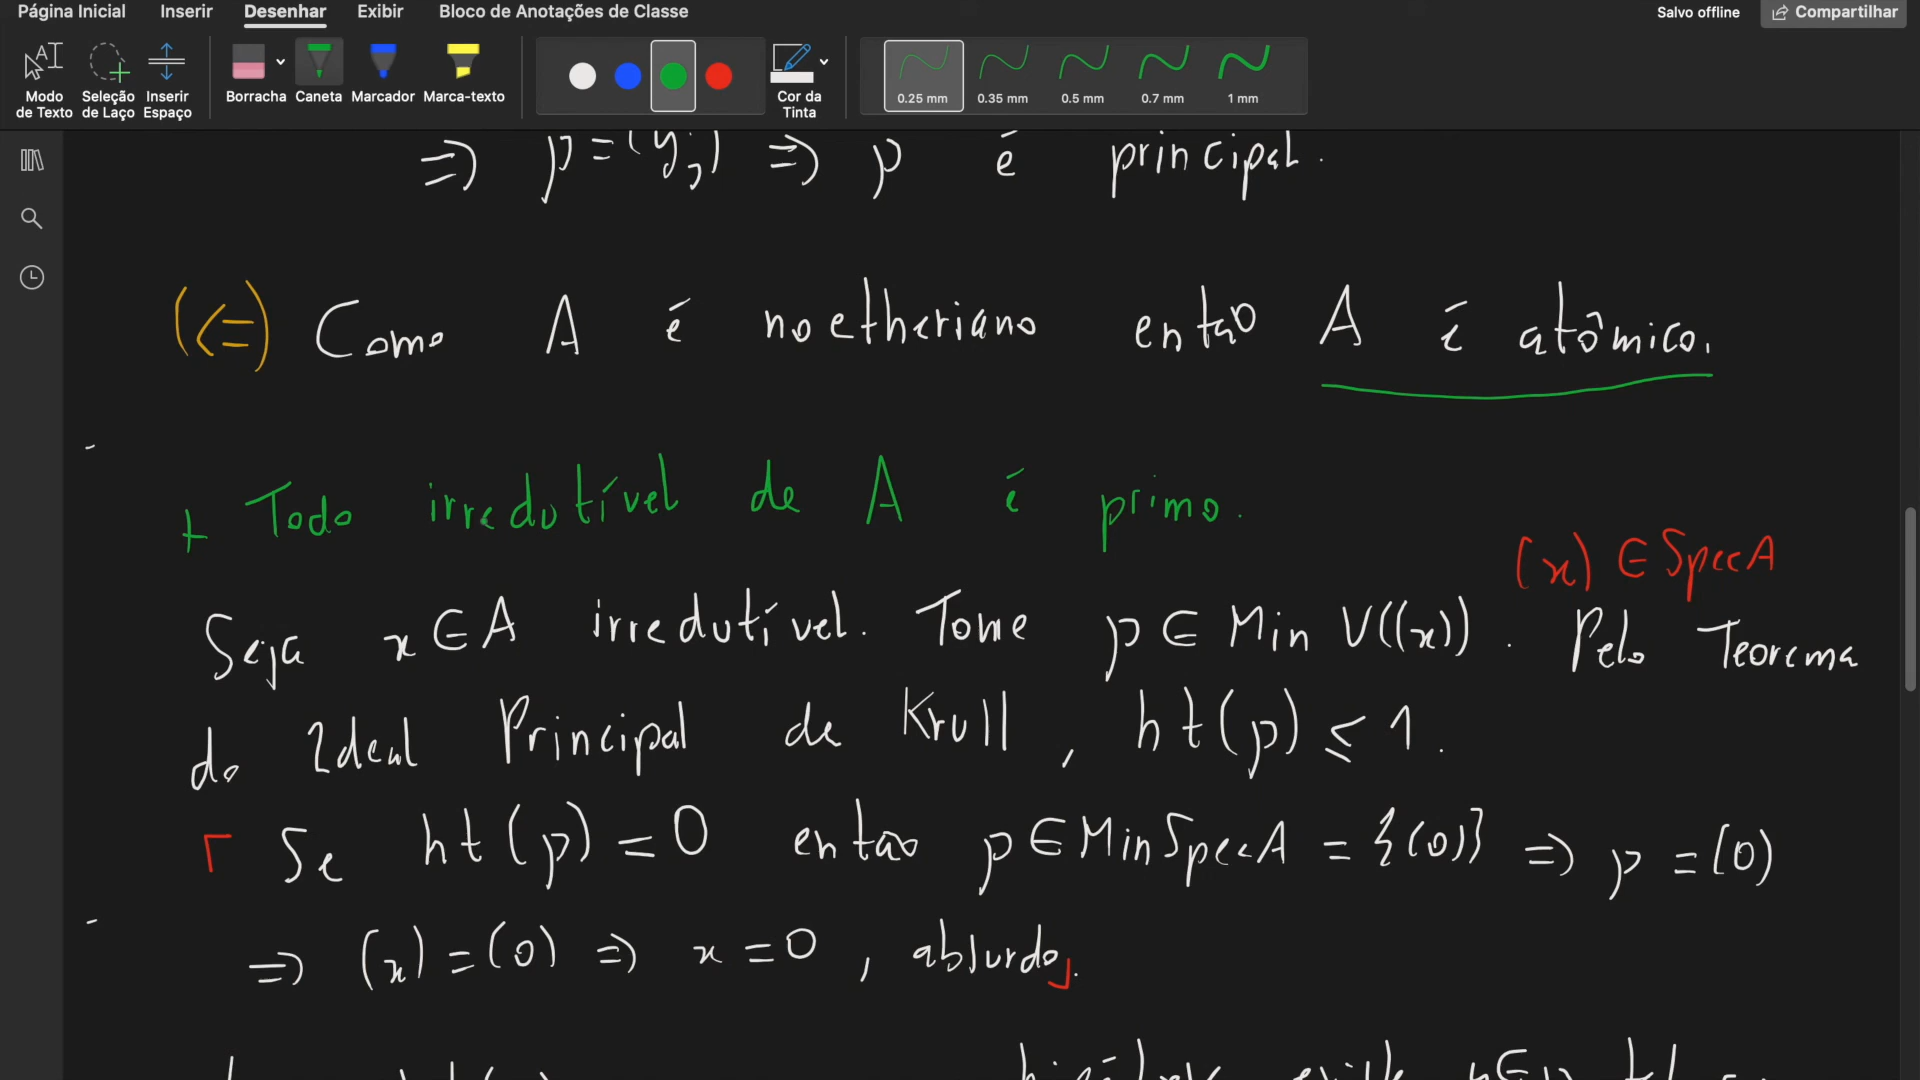 Página Inicial Inserir Desenhar Exibir Bloco de Anotações de Classe Salvo offline Compartilhar
Modo de Texto Seleção de Laço Inserir Espaço Borracha Caneta Marcador Marca-texto Cor da Tinta 0.25 mm 0.35 mm 0.5 mm 0.7 mm 1 mm
=> p = (y_j) => p é principal.
(<=) Como A é noetheriano então A é atômico.
+ Todo irredutível de A é primo.
(x) ∈ Spec A
Seja x ∈ A irredutível. Tome p ∈ Min V((x)). Pelo Teorema
do Ideal Principal de Krull, ht(p) ≤ 1.
Se ht(p) = 0 então p ∈ Min Spec A = {(0)} => p = (0)
=> (x) = (0) => x = 0, absurdo.